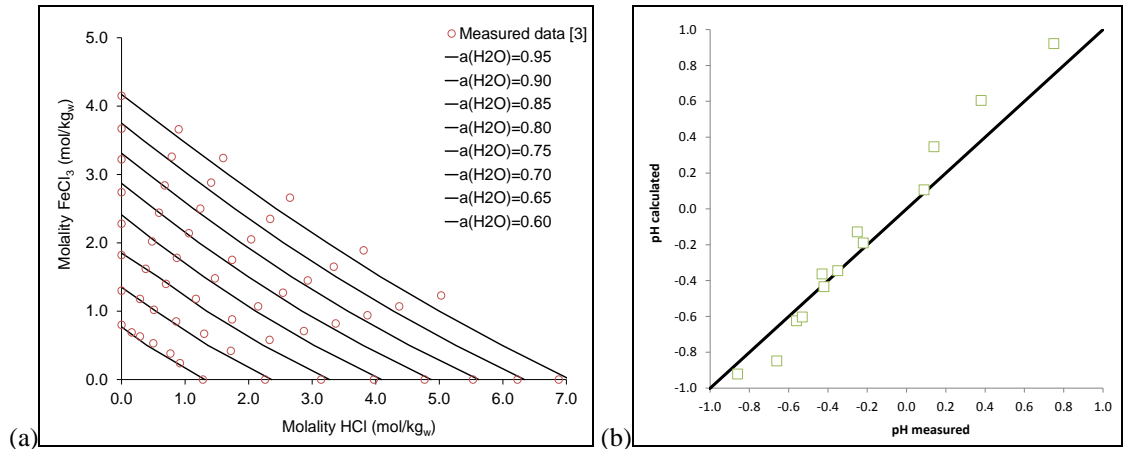 5.0
4.0
3.0
2.0
1.0
0.0
0.0 1.0 2.0 3.0 4.0 5.0 6.0 7.0
Molality FeCl₃ (mol/kgw)
Molality HCl (mol/kgw)
Measured data [3]
a(H2O)=0.95
a(H2O)=0.90
a(H2O)=0.85
a(H2O)=0.80
a(H2O)=0.75
a(H2O)=0.70
a(H2O)=0.65
a(H2O)=0.60
(a)
1.0
0.8
0.6
0.4
0.2
0.0
-0.2
-0.4
-0.6
-0.8
-1.0
-1.0 -0.8 -0.6 -0.4 -0.2 0.0 0.2 0.4 0.6 0.8 1.0
pH calculated
pH measured
(b)